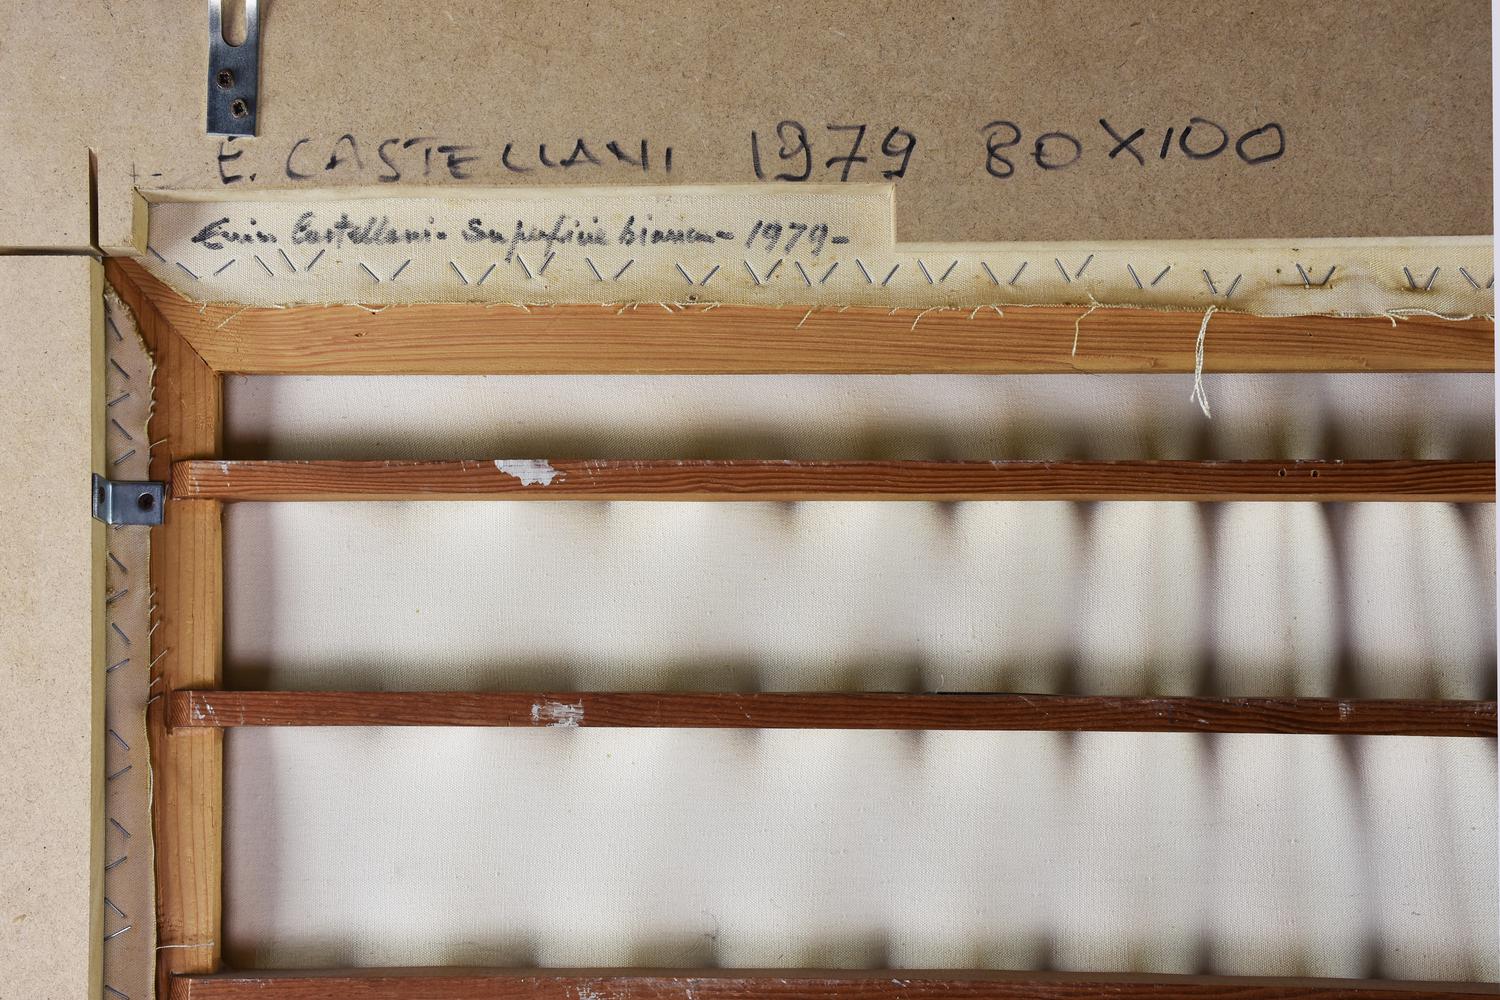 E. CASTELLANI 1979 80X100
Enrico Castellani - Superficie bianca - 1979 -